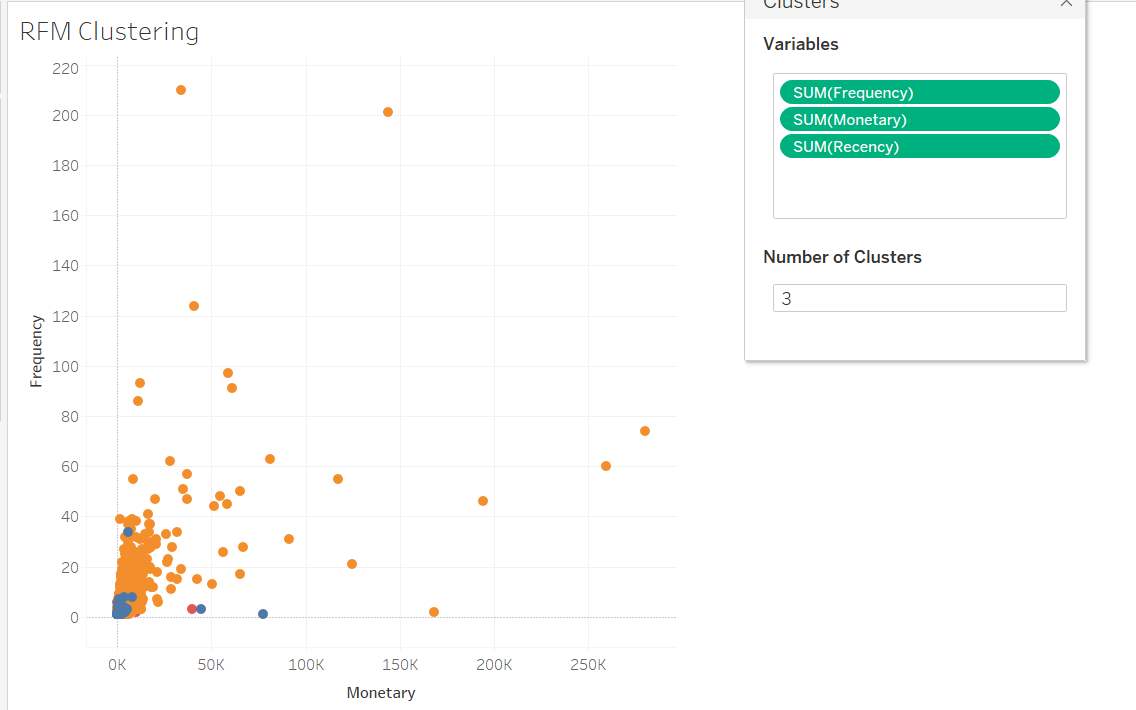 RFM Clustering
220
200
180
160
140
120
100
80
60
40
20
0
Frequency
0K 50K 100K 150K 200K 250K
Monetary
Clusters
Variables
SUM(Frequency)
SUM(Monetary)
SUM(Recency)
Number of Clusters
3